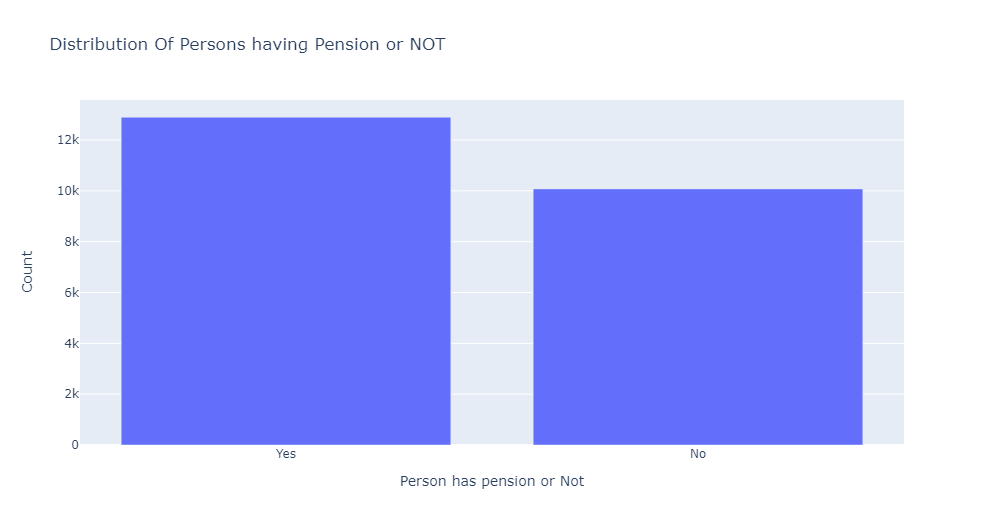 Distribution Of Persons having Pension or NOT
12k
10k
8k
6k
4k
2k
0
Count
Yes
No
Person has pension or Not